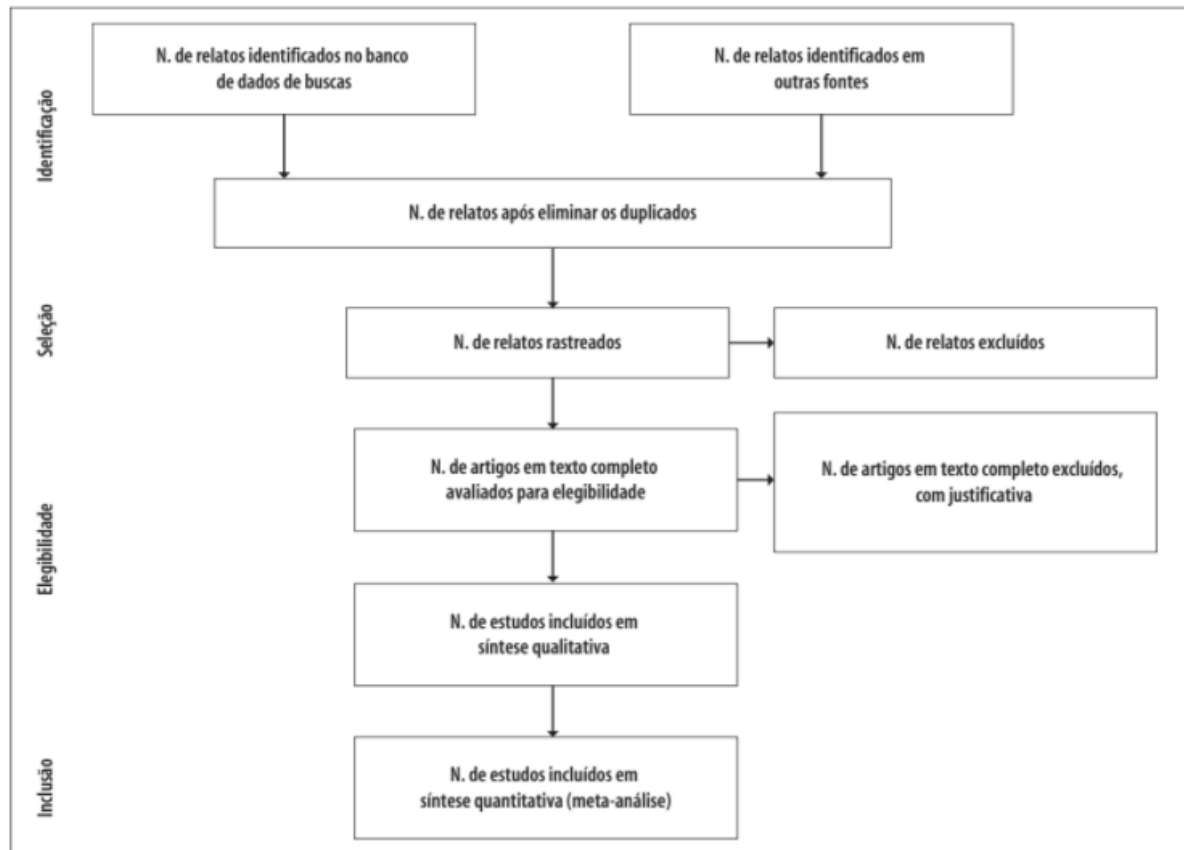 Identificação
N. de relatos identificados no banco
de dados de buscas
N. de relatos identificados em
outras fontes
N. de relatos após eliminar os duplicados
Seleção
N. de relatos rastreados
N. de relatos excluídos
Elegibilidade
N. de artigos em texto completo
avaliados para elegibilidade
N. de artigos em texto completo excluídos,
com justificativa
N. de estudos incluídos em
síntese qualitativa
Inclusão
N. de estudos incluídos em
síntese quantitativa (meta-análise)